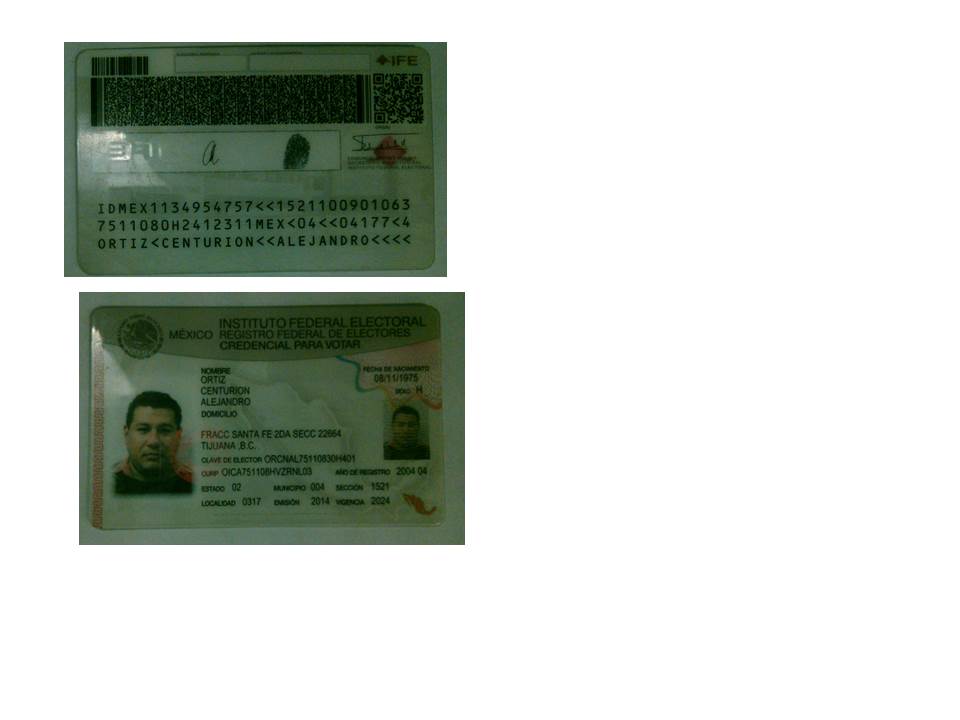 IFE
IDMEX1134954757<<1521100901063
7511080H2412311MEX<04<<04177<4
ORTIZ<CENTURION<<ALEJANDRO<<<<
MÉXICO
INSTITUTO FEDERAL ELECTORAL
REGISTRO FEDERAL DE ELECTORES
CREDENCIAL PARA VOTAR
NOMBRE
ORTIZ
CENTURION
ALEJANDRO
FECHA DE NACIMIENTO
08/11/1975
SEXO H
DOMICILIO
FRACC SANTA FE 2DA SECC 22664
TIJUANA ,B.C.
CLAVE DE ELECTOR ORCNAL75110830H401
CURP OICA751108HVZRNL03 AÑO DE REGISTRO 2004 04
ESTADO 02 MUNICIPIO 004 SECCIÓN 1521
LOCALIDAD 0317 EMISIÓN 2014 VIGENCIA 2024